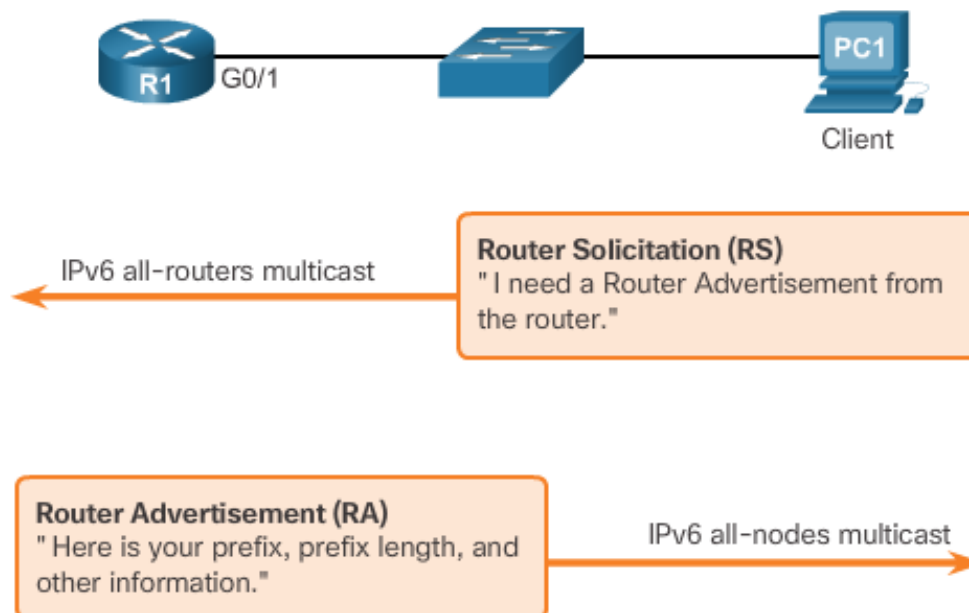 R1
G0/1
PC1
Client
Router Solicitation (RS)
" I need a Router Advertisement from
the router."
IPv6 all-routers multicast
Router Advertisement (RA)
" Here is your prefix, prefix length, and
other information."
IPv6 all-nodes multicast